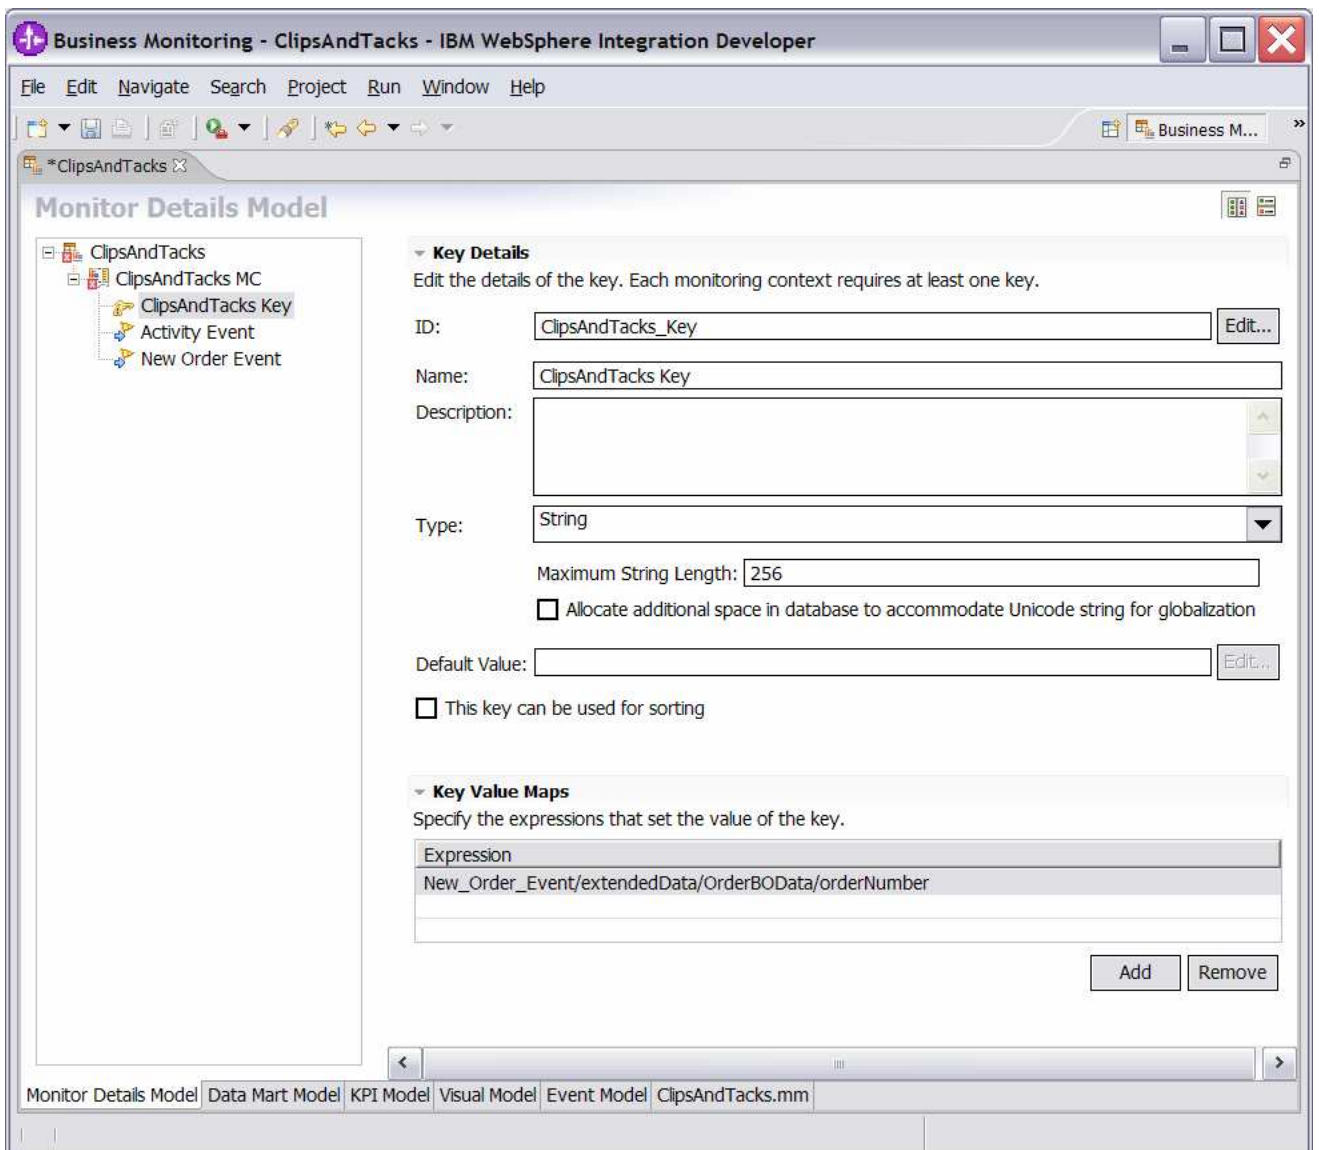 Business Monitoring - ClipsAndTacks - IBM WebSphere Integration Developer
File Edit Navigate Search Project Run Window Help
Business M... »
*ClipsAndTacks
Monitor Details Model
ClipsAndTacks
ClipsAndTacks MC
ClipsAndTacks Key
Activity Event
New Order Event
Key Details
Edit the details of the key. Each monitoring context requires at least one key.
ID: ClipsAndTacks_Key Edit...
Name: ClipsAndTacks Key
Description:
Type: String
Maximum String Length: 256
Allocate additional space in database to accommodate Unicode string for globalization
Default Value: Edit...
This key can be used for sorting
Key Value Maps
Specify the expressions that set the value of the key.
Expression
New_Order_Event/extendedData/OrderBOData/orderNumber
Add Remove
Monitor Details Model Data Mart Model KPI Model Visual Model Event Model ClipsAndTacks.mm